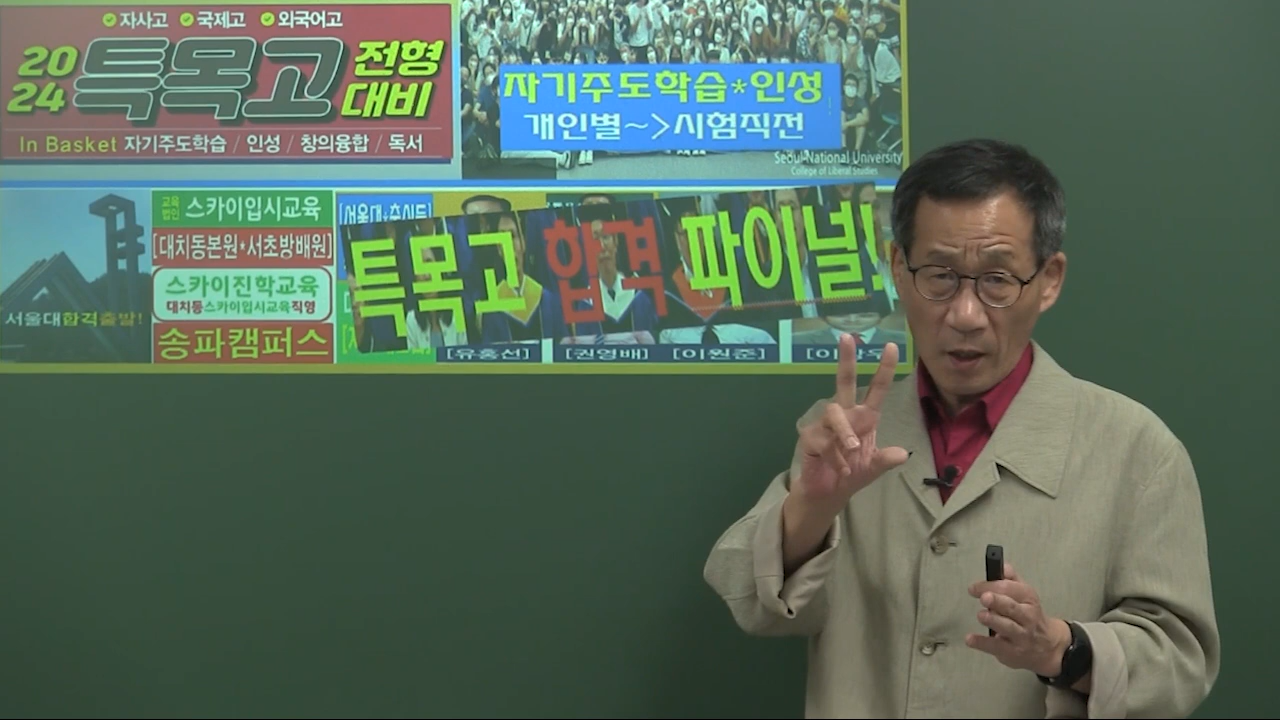 자사고 국제고 외국어고
2024 특목고 전형대비
In Basket 자기주도학습 / 인성 / 창의융합 / 독서
자기주도학습*인성
개인별~>시험직전
Seoul National University
College of Liberal Studies
서울대합격출발!
교육법인 스카이입시교육
[대치동본원*서초방배원]
스카이진학교육
대치동스카이입시교육직영
송파캠퍼스
특목고 합격 파이널!
[유홍선] [권영배] [이원준]